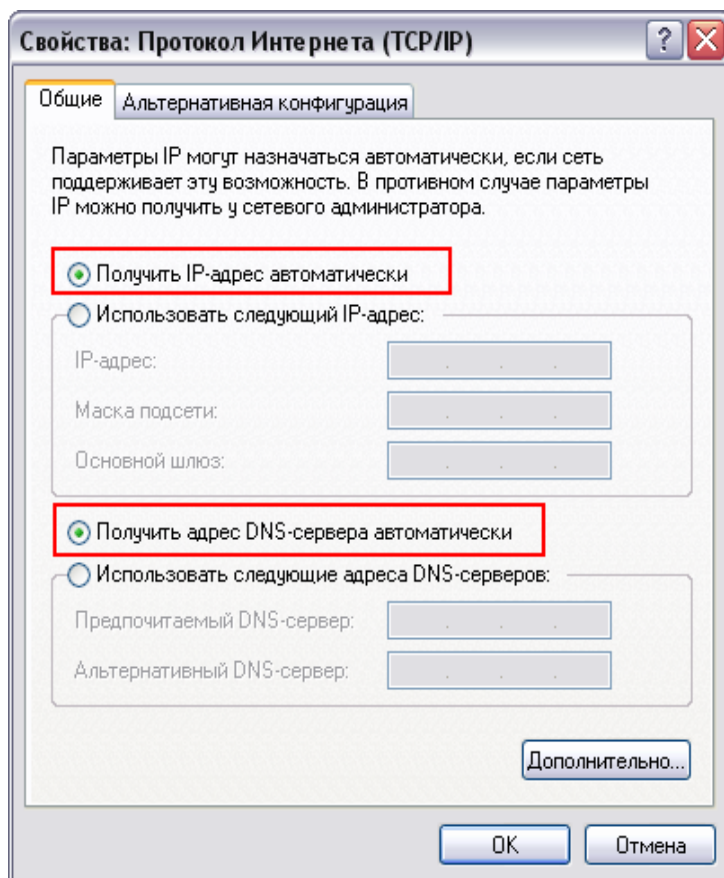 Свойства: Протокол Интернета (TCP/IP)
Общие
Альтернативная конфигурация
Параметры IP могут назначаться автоматически, если сеть
поддерживает эту возможность. В противном случае параметры
IP можно получить у сетевого администратора.
Получить IP-адрес автоматически
Использовать следующий IP-адрес:
IP-адрес:
Маска подсети:
Основной шлюз:
Получить адрес DNS-сервера автоматически
Использовать следующие адреса DNS-серверов:
Предпочитаемый DNS-сервер:
Альтернативный DNS-сервер:
Дополнительно...
OK
Отмена